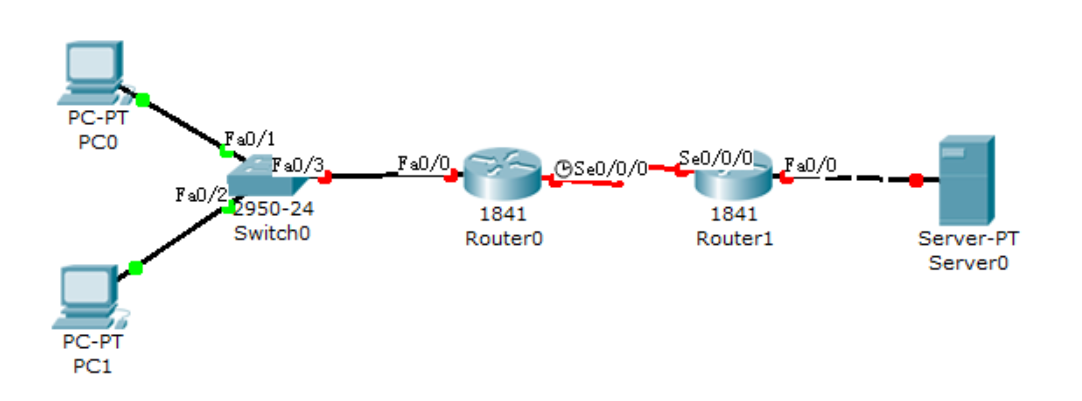 PC-PT
PC0
Fa0/1
Fa0/3
Fa0/2
2950-24
Switch0
Fa0/0
1841
Router0
Se0/0/0
Se0/0/0
1841
Router1
Fa0/0
Server-PT
Server0
PC-PT
PC1